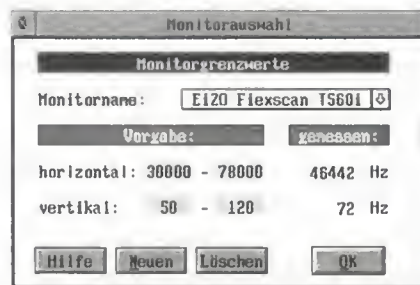 Monitorauswahl
Monitorgrenzwerte
Monitorname: EIZO Flexscan T560i
Vorgabe: gemessen:
horizontal: 30000 - 78000 46442 Hz
vertikal: 50 - 120 72 Hz
Hilfe Neuen Löschen OK